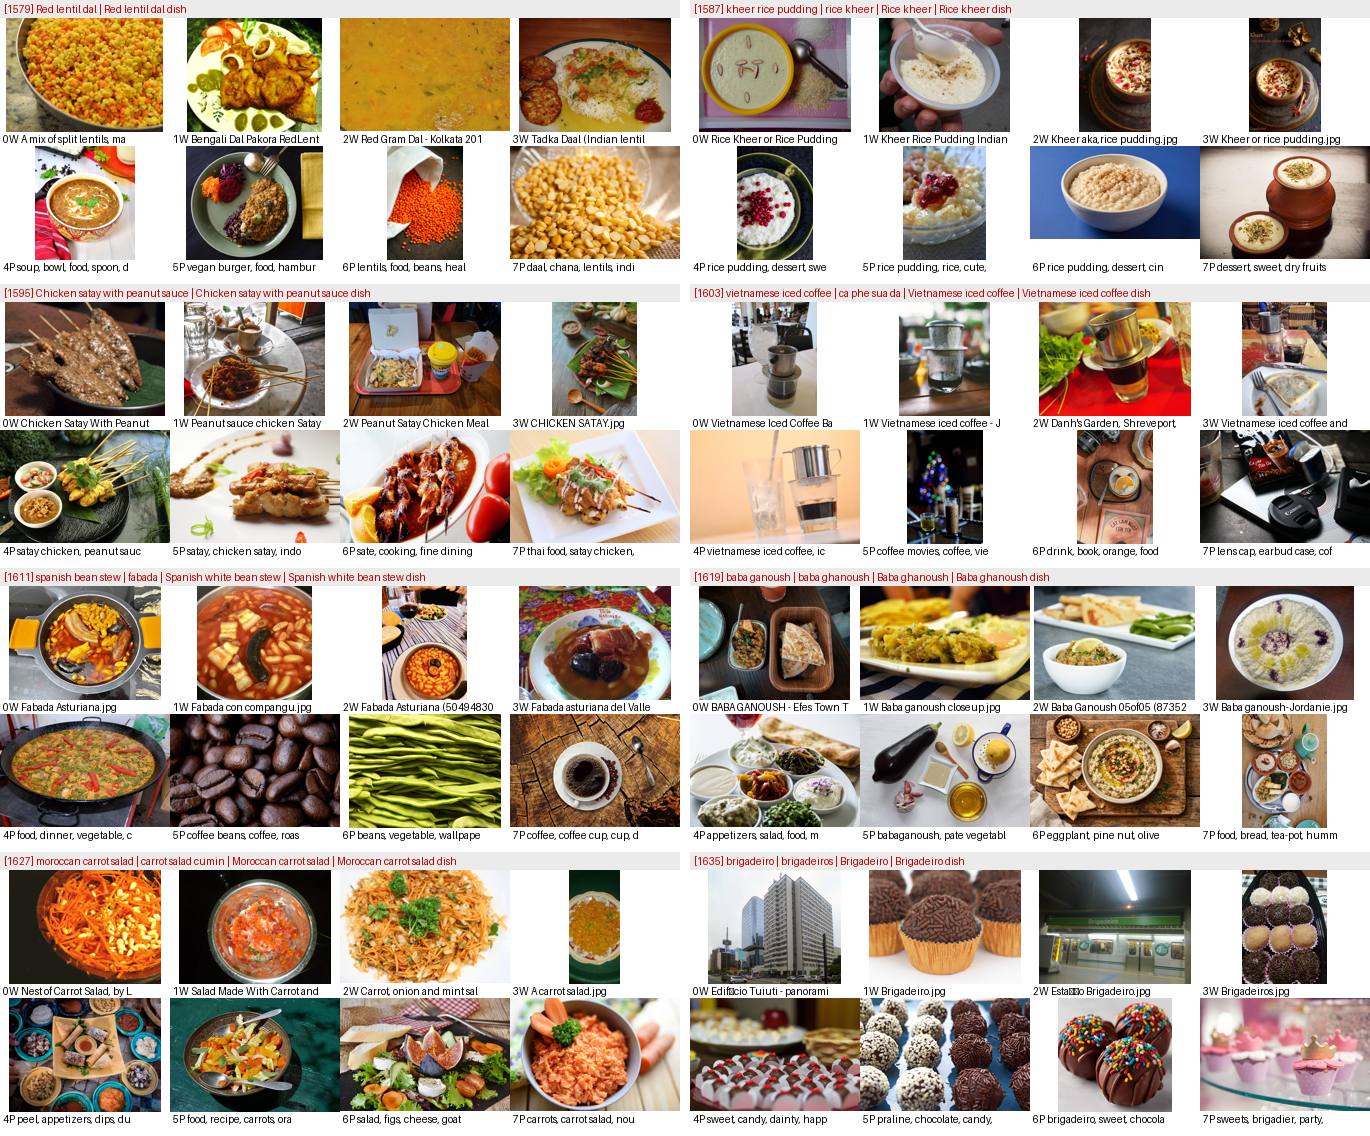 [1579] Red lentil dal | Red lentil dal dish
0W A mix of split lentils, ma
1W Bengali Dal Pakora RedLent
2W Red Gram Dal - Kolkata 201
3W Tadka Daal (Indian lentil
4P soup, bowl, food, spoon, d
5P vegan burger, food, hambur
6P lentils, food, beans, heal
7P daal, chana, lentils, indi
[1587] kheer rice pudding | rice kheer | Rice kheer | Rice kheer dish
0W Rice Kheer or Rice Pudding
1W Kheer Rice Pudding Indian
2W Kheer aka,rice pudding.jpg
3W Kheer or rice pudding.jpg
4P rice pudding, dessert, swe
5P rice pudding, rice, cute,
6P rice pudding, dessert, cin
7P dessert, sweet, dry fruits
[1595] Chicken satay with peanut sauce | Chicken satay with peanut sauce dish
0W Chicken Satay With Peanut
1W Peanut sauce chicken Satay
2W Peanut Satay Chicken Meal
3W CHICKEN SATAY.jpg
4P satay chicken, peanut sauc
5P satay, chicken satay, indo
6P sate, cooking, fine dining
7P thai food, satay chicken,
[1603] vietnamese iced coffee | ca phe sua da | Vietnamese iced coffee | Vietnamese iced coffee dish
0W Vietnamese Iced Coffee Ba
1W Vietnamese iced coffee - J
2W Danh's Garden, Shreveport,
3W Vietnamese iced coffee and
4P vietnamese iced coffee, ic
5P coffee movies, coffee, vie
6P drink, book, orange, food
7P lens cap, earbud case, cof
[1611] spanish bean stew | fabada | Spanish white bean stew | Spanish white bean stew dish
0W Fabada Asturiana.jpg
1W Fabada con compangu.jpg
2W Fabada Asturiana (50494830
3W Fabada asturiana del Valle
4P food, dinner, vegetable, c
5P coffee beans, coffee, roas
6P beans, vegetable, wallpape
7P coffee, coffee cup, cup, d
[1619] baba ganoush | baba ghanoush | Baba ghanoush | Baba ghanoush dish
0W BABA GANOUSH - Efes Town T
1W Baba ganoush closeup.jpg
2W Baba Ganoush 05of05 (87352
3W Baba ganoush-Jordanie.jpg
4P appetizers, salad, food, m
5P babaganoush, pate vegetabl
6P eggplant, pine nut, olive
7P food, bread, tea-pot, humm
[1627] moroccan carrot salad | carrot salad cumin | Moroccan carrot salad | Moroccan carrot salad dish
0W Nest of Carrot Salad, by L
1W Salad Made With Carrot and
2W Carrot, onion and mint sal
3W A carrot salad.jpg
4P peel, appetizers, dips, du
5P food, recipe, carrots, ora
6P salad, figs, cheese, goat
7P carrots, carrot salad, nou
[1635] brigadeiro | brigadeiros | Brigadeiro | Brigadeiro dish
0W Edifício Tuiuti - panorami
1W Brigadeiro.jpg
2W Brigadeiro.jpg
3W Brigadeiros.jpg
4P sweet, candy, dainty, happ
5P praline, chocolate, candy,
6P brigadeiro, sweet, chocola
7P sweets, brigadier, party,